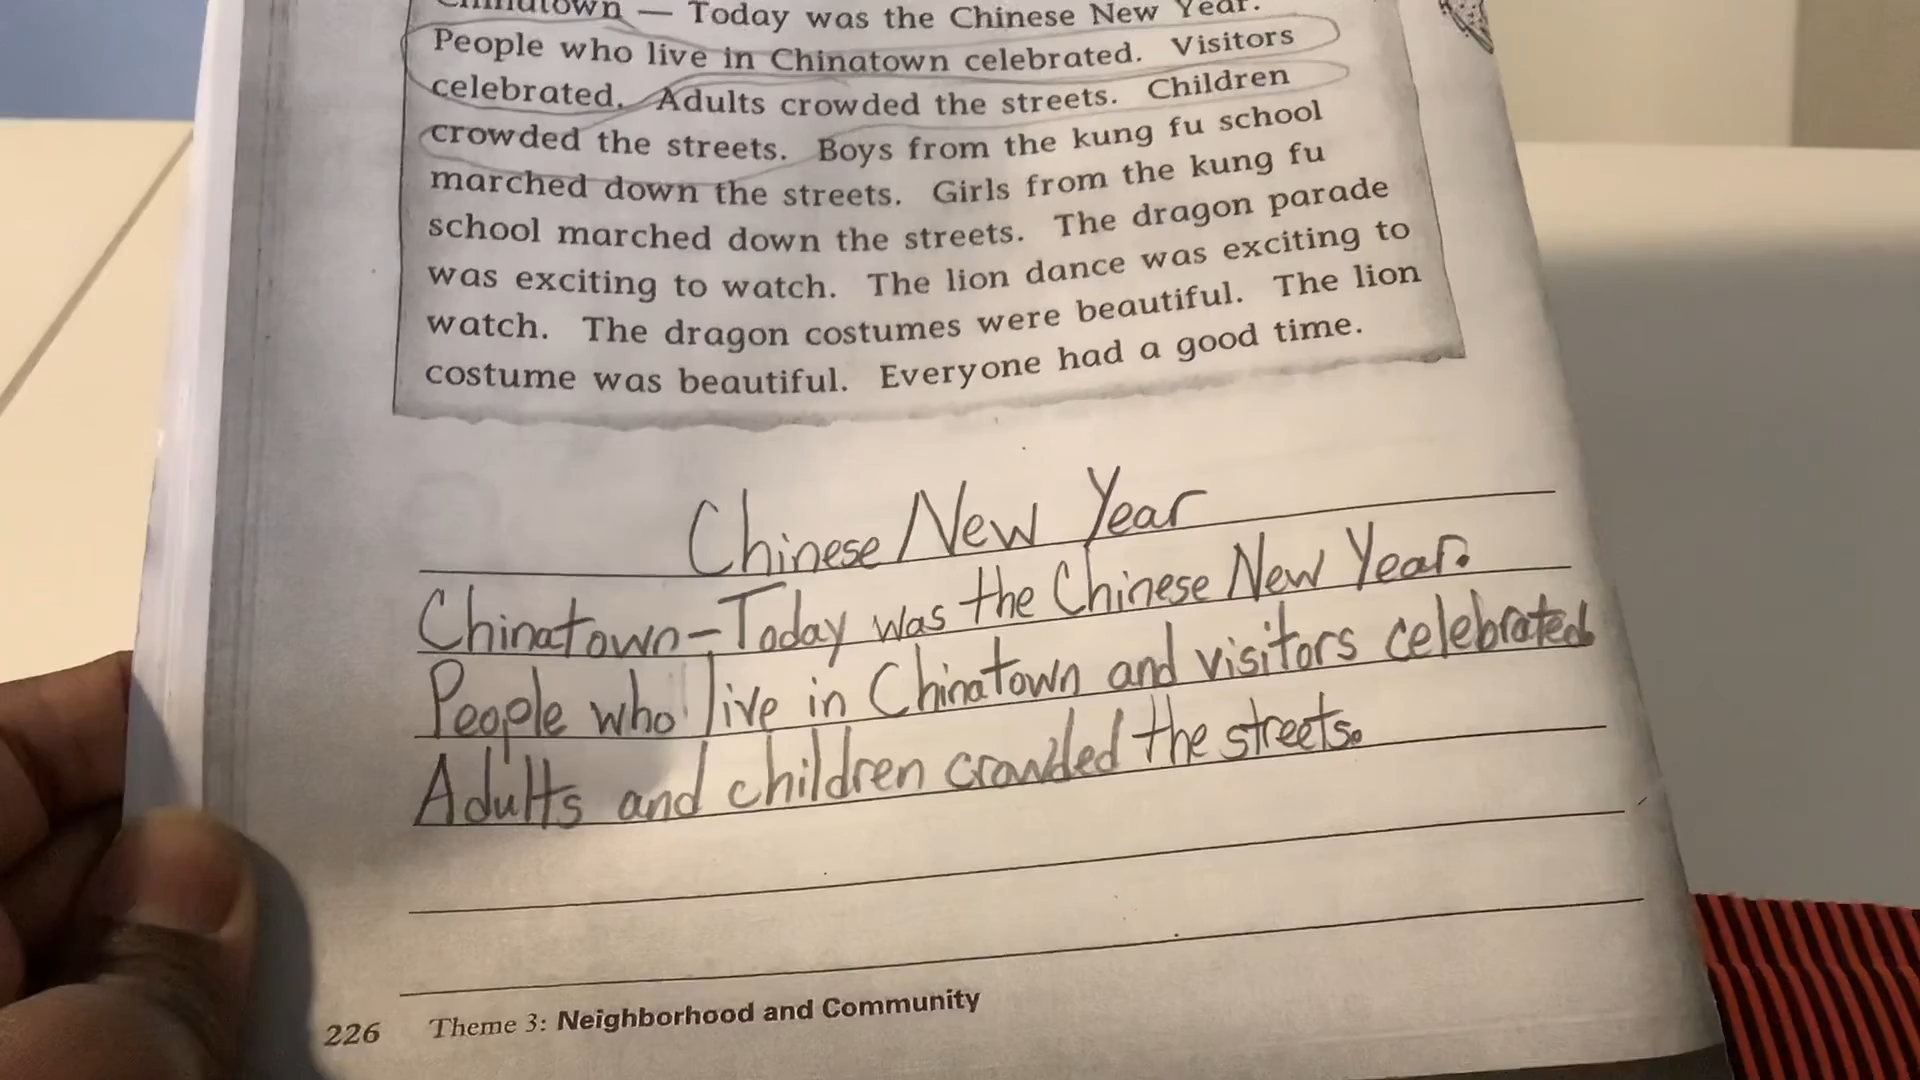 Chinatown — Today was the Chinese New Year.
People who live in Chinatown celebrated. Visitors
celebrated. Adults crowded the streets. Children
crowded the streets. Boys from the kung fu school
marched down the streets. Girls from the kung fu
school marched down the streets. The dragon parade
was exciting to watch. The lion dance was exciting to
watch. The dragon costumes were beautiful. The lion
costume was beautiful. Everyone had a good time.
Chinese New Year
Chinatown-Today was the Chinese New Year.
People who live in Chinatown and visitors celebrated.
Adults and children crowded the streets.
226 Theme 3: Neighborhood and Community